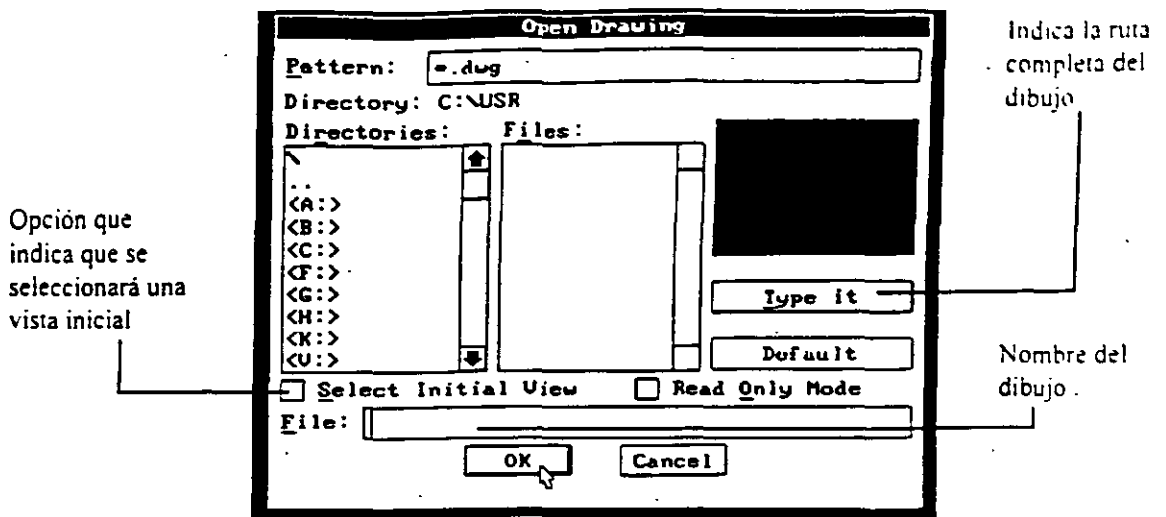 Open Drawing
Pattern: *.dwg
Directory: C:\USR
Directories: Files:
\
..
<A:>
<B:>
<C:>
<F:>
<G:>
<H:>
<K:>
<V:>
Type it
Default
Select Initial View Read Only Mode
File:
OK Cancel
Opción que
indica que se
seleccionará una
vista inicial
Indica la ruta
completa del
dibujo
Nombre del
dibujo .